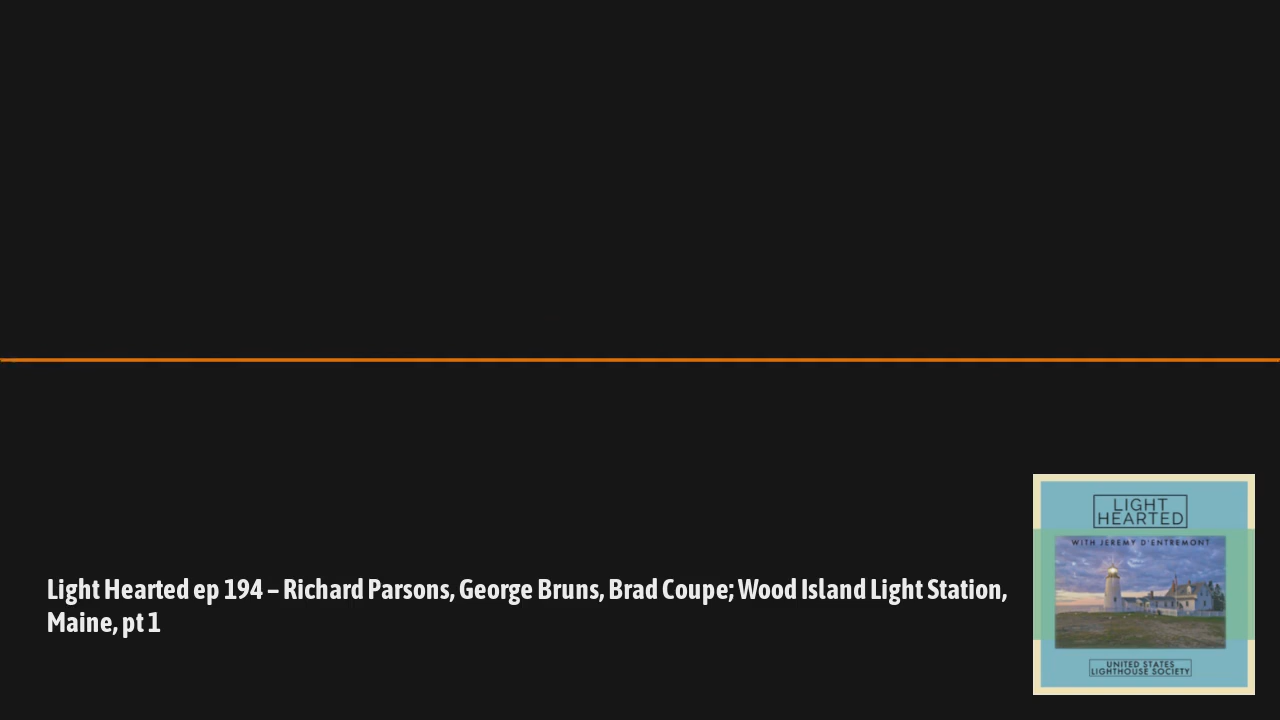 LIGHT
HEARTED
WITH JEREMY D'ENTREMONT
Light Hearted ep 194 – Richard Parsons, George Bruns, Brad Coupe; Wood Island Light Station,
Maine, pt 1
UNITED STATES
LIGHTHOUSE SOCIETY